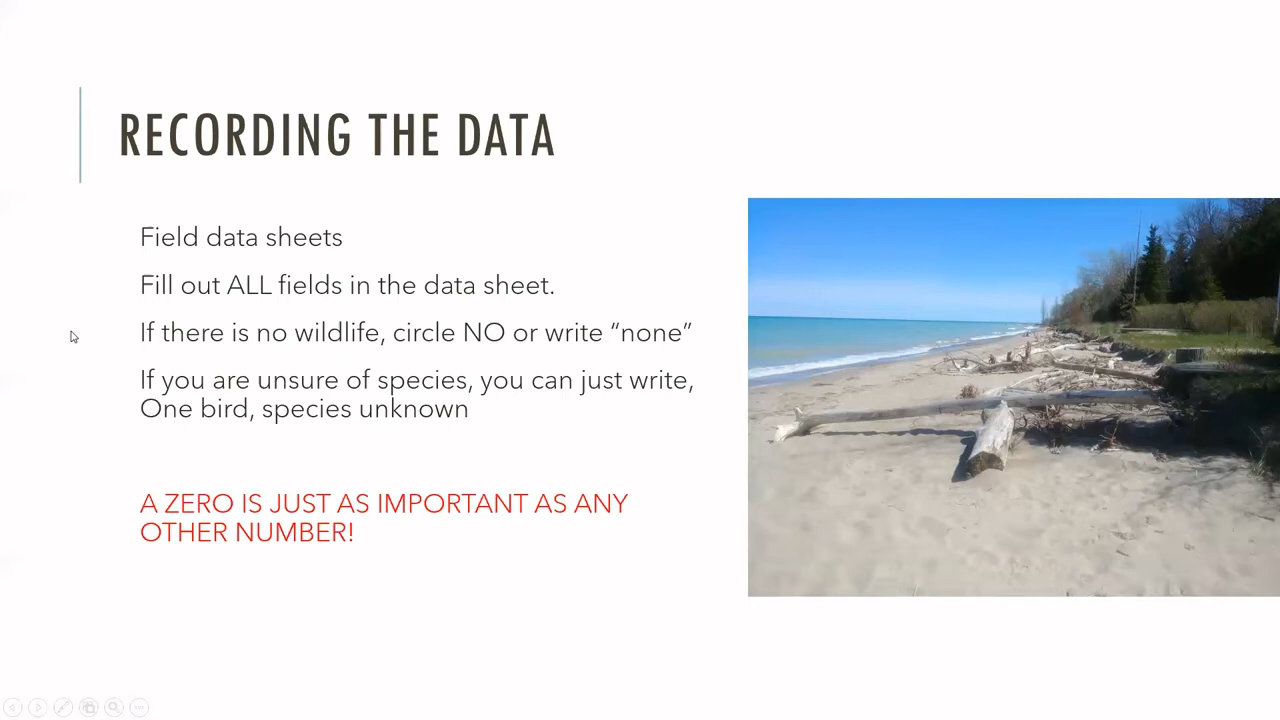 RECORDING THE DATA
Field data sheets
Fill out ALL fields in the data sheet.
If there is no wildlife, circle NO or write “none”
If you are unsure of species, you can just write,
One bird, species unknown
A ZERO IS JUST AS IMPORTANT AS ANY
OTHER NUMBER!